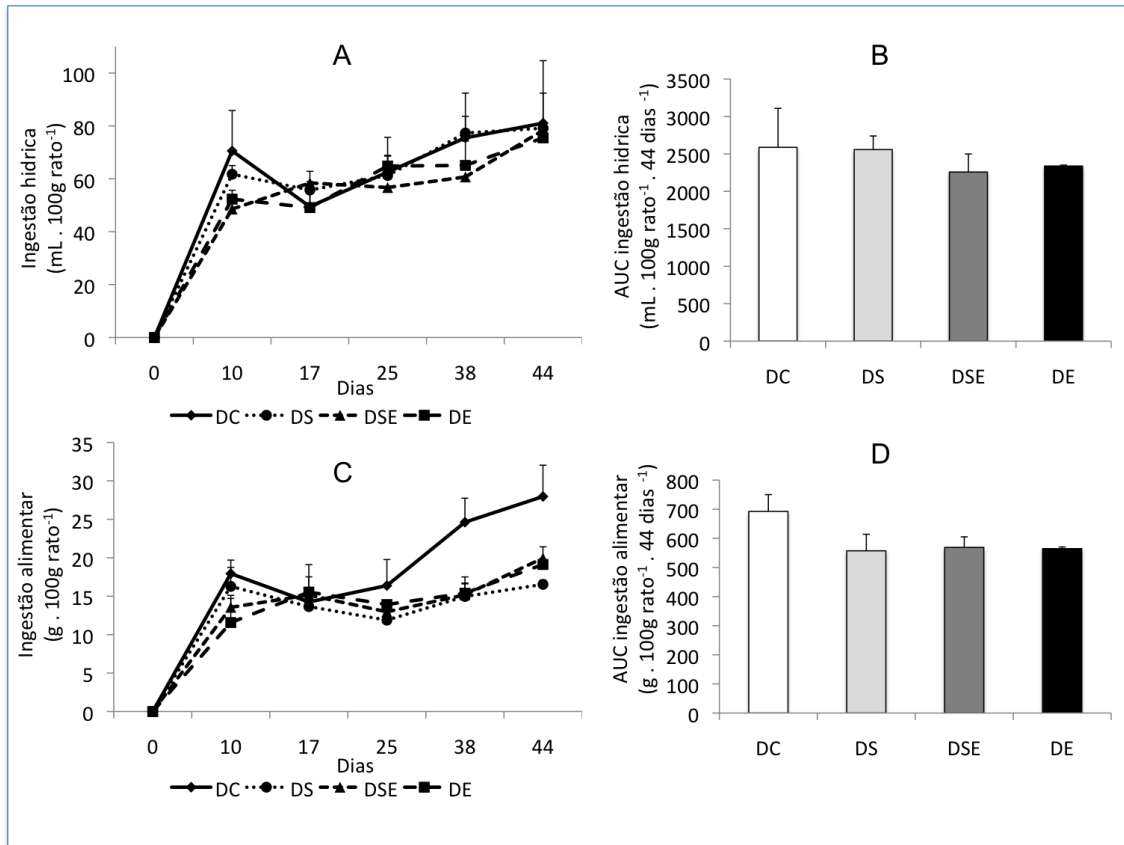 A
Ingestão hídrica
(mL . 100g rato⁻¹)
100
80
60
40
20
0
0 10 17 25 38 44
Dias
DC DS DSE DE
B
AUC ingestão hídrica
(mL . 100g rato⁻¹ . 44 dias ⁻¹)
3500
3000
2500
2000
1500
1000
500
0
DC DS DSE DE
C
Ingestão alimentar
(g . 100g rato⁻¹)
35
30
25
20
15
10
5
0
0 10 17 25 38 44
Dias
DC DS DSE DE
D
AUC ingestão alimentar
(g . 100g rato⁻¹ . 44 dias ⁻¹)
800
700
600
500
400
300
200
100
0
DC DS DSE DE